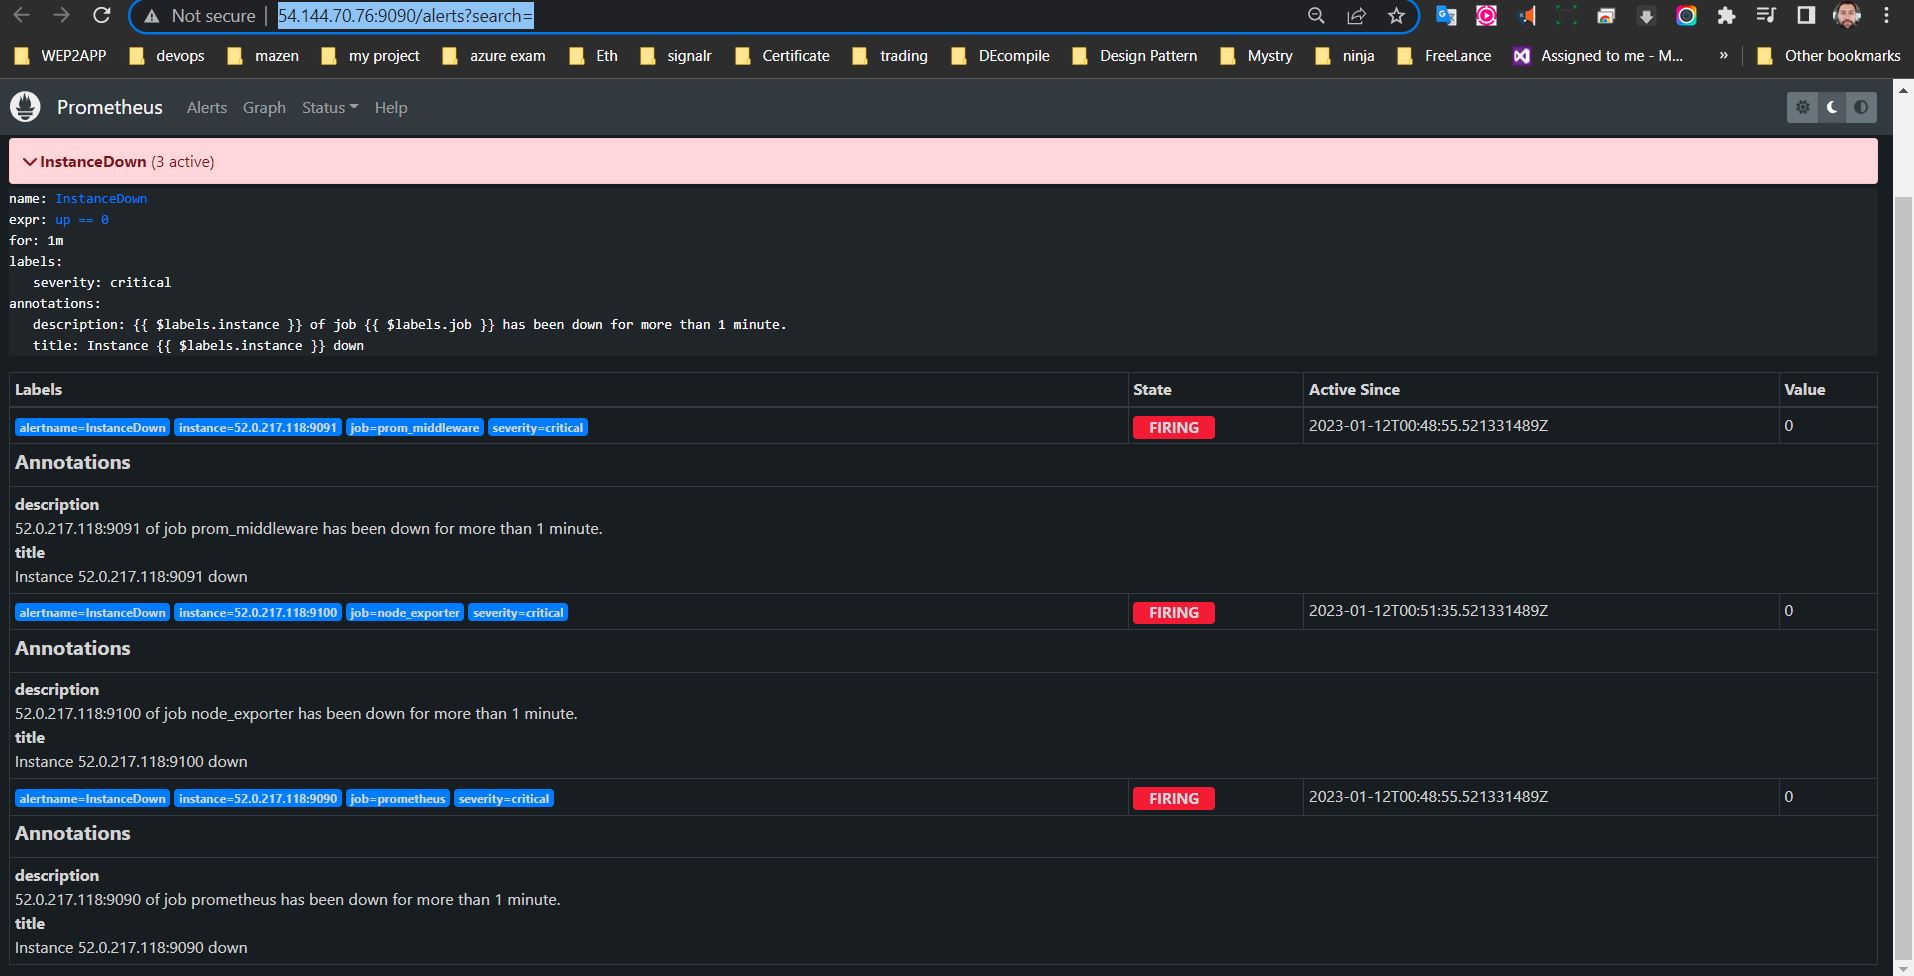 Not secure | 54.144.70.76:9090/alerts?search=
WEP2APP devops mazen my project azure exam Eth signalr Certificate trading DEcompile Design Pattern Mystry ninja FreeLance Assigned to me - M... » Other bookmarks
Prometheus Alerts Graph Status Help
InstanceDown (3 active)
name: InstanceDown
expr: up == 0
for: 1m
labels:
severity: critical
annotations:
description: {{ $labels.instance }} of job {{ $labels.job }} has been down for more than 1 minute.
title: Instance {{ $labels.instance }} down
Labels State Active Since Value
alertname=InstanceDown instance=52.0.217.118:9091 job=prom_middleware severity=critical FIRING 2023-01-12T00:48:55.521331489Z 0
Annotations
description
52.0.217.118:9091 of job prom_middleware has been down for more than 1 minute.
title
Instance 52.0.217.118:9091 down
alertname=InstanceDown instance=52.0.217.118:9100 job=node_exporter severity=critical FIRING 2023-01-12T00:51:35.521331489Z 0
Annotations
description
52.0.217.118:9100 of job node_exporter has been down for more than 1 minute.
title
Instance 52.0.217.118:9100 down
alertname=InstanceDown instance=52.0.217.118:9090 job=prometheus severity=critical FIRING 2023-01-12T00:48:55.521331489Z 0
Annotations
description
52.0.217.118:9090 of job prometheus has been down for more than 1 minute.
title
Instance 52.0.217.118:9090 down